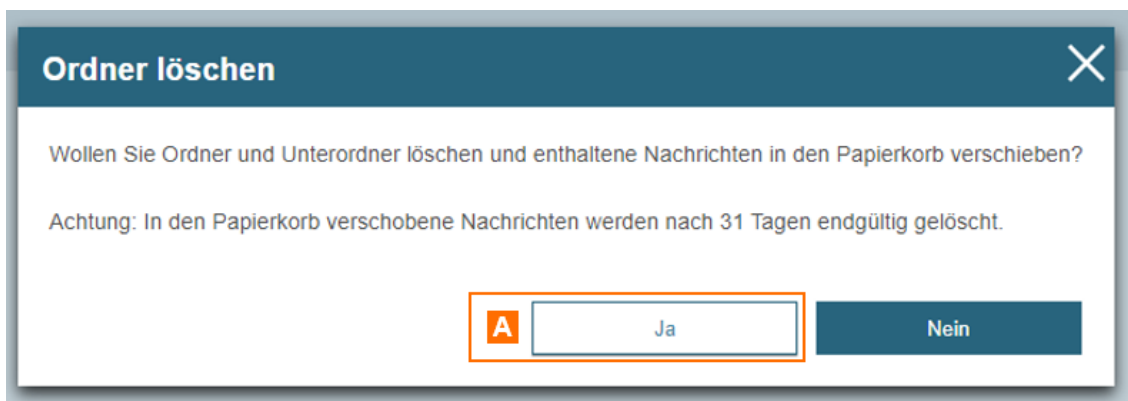 Ordner löschen
Wollen Sie Ordner und Unterordner löschen und enthaltene Nachrichten in den Papierkorb verschieben?
Achtung: In den Papierkorb verschobene Nachrichten werden nach 31 Tagen endgültig gelöscht.
A Ja Nein